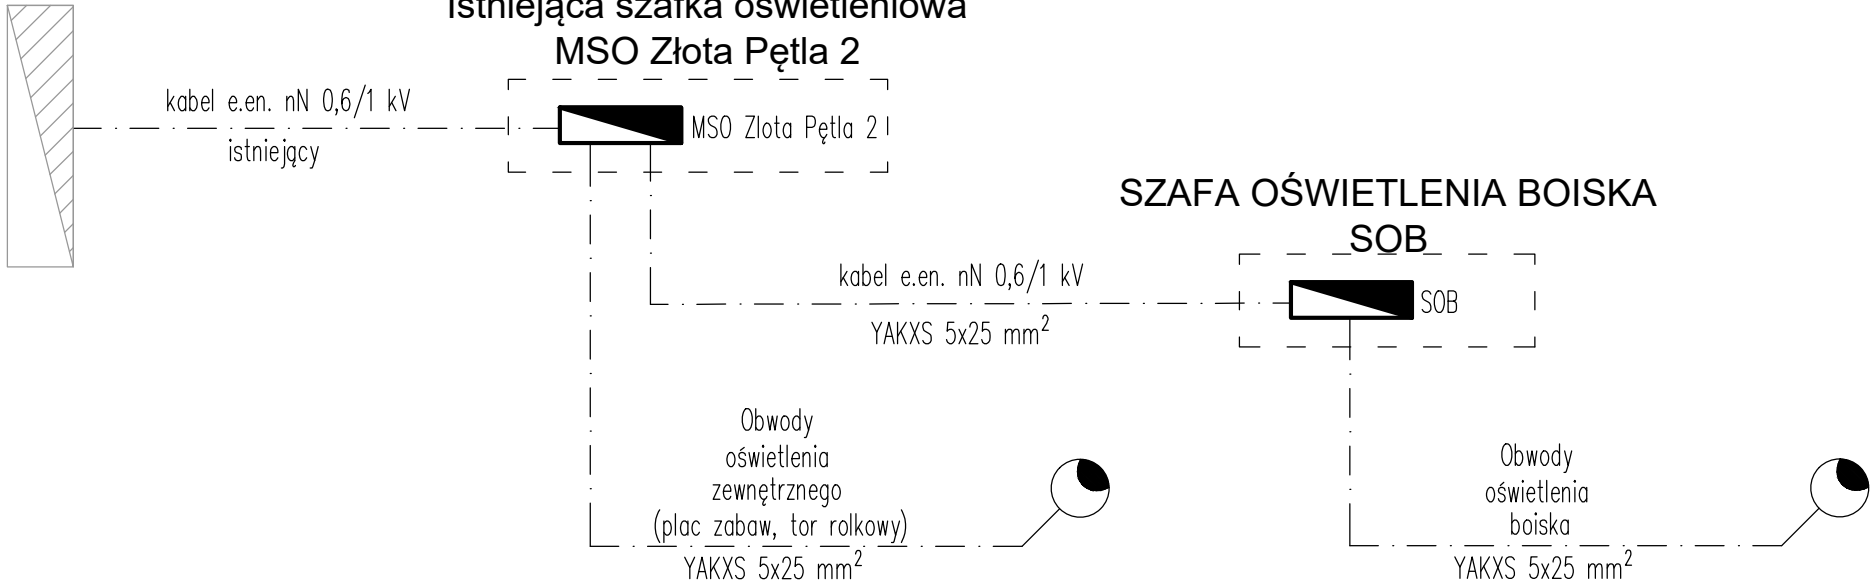 Istniejąca szafka oświetleniowa
MSO Złota Pętla 2
kabel e.en. nN 0,6/1 kV
istniejący
MSO Zlota Pętla 2
SZAFA OŚWIETLENIA BOISKA
SOB
kabel e.en. nN 0,6/1 kV
YAKXS 5x25 mm²
SOB
Obwody
oświetlenia
zewnętrznego
(plac zabaw, tor rolkowy)
YAKXS 5x25 mm²
Obwody
oświetlenia
boiska
YAKXS 5x25 mm²